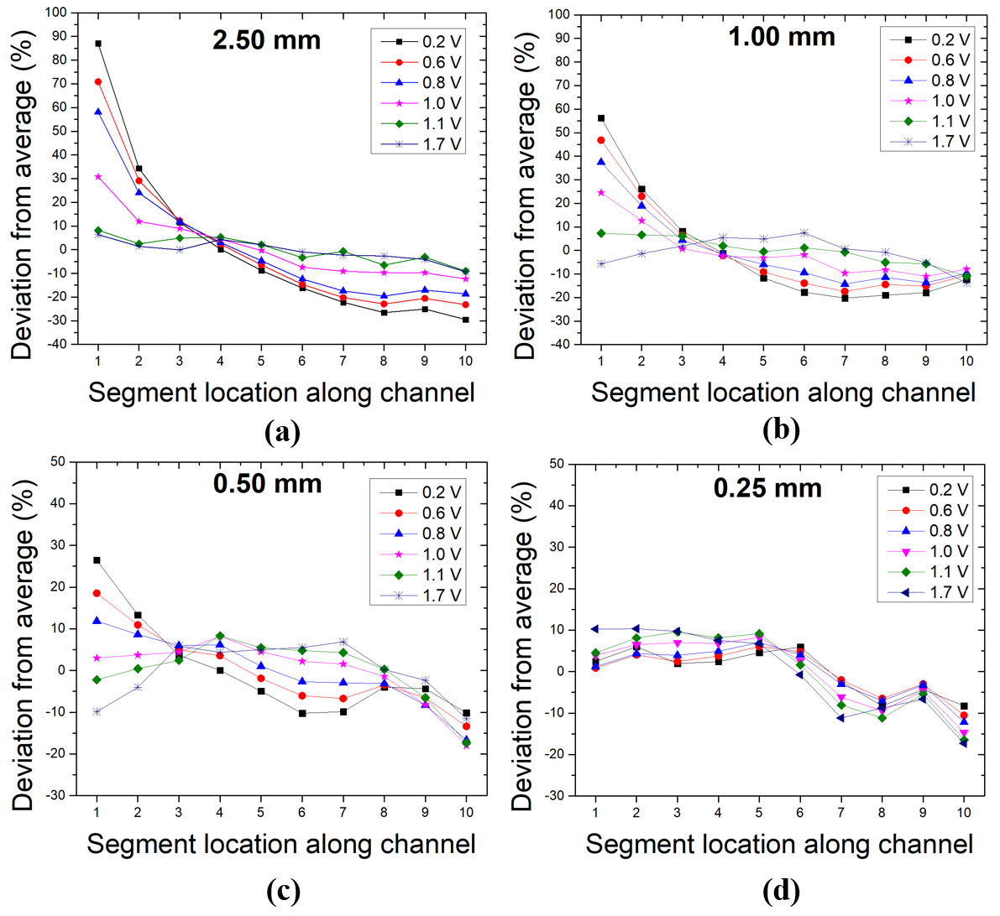 2.50 mm
0.2 V
0.6 V
0.8 V
1.0 V
1.1 V
1.7 V
100
90
80
70
60
50
40
30
20
10
0
-10
-20
-30
-40
Deviation from average (%)
1 2 3 4 5 6 7 8 9 10
Segment location along channel
(a)
1.00 mm
0.2 V
0.6 V
0.8 V
1.0 V
1.1 V
1.7 V
100
90
80
70
60
50
40
30
20
10
0
-10
-20
-30
-40
Deviation from average (%)
1 2 3 4 5 6 7 8 9 10
Segment location along channel
(b)
0.50 mm
0.2 V
0.6 V
0.8 V
1.0 V
1.1 V
1.7 V
50
40
30
20
10
0
-10
-20
-30
Deviation from average (%)
1 2 3 4 5 6 7 8 9 10
Segment location along channel
(c)
0.25 mm
0.2 V
0.6 V
0.8 V
1.0 V
1.1 V
1.7 V
50
40
30
20
10
0
-10
-20
-30
Deviation from average (%)
1 2 3 4 5 6 7 8 9 10
Segment location along channel
(d)